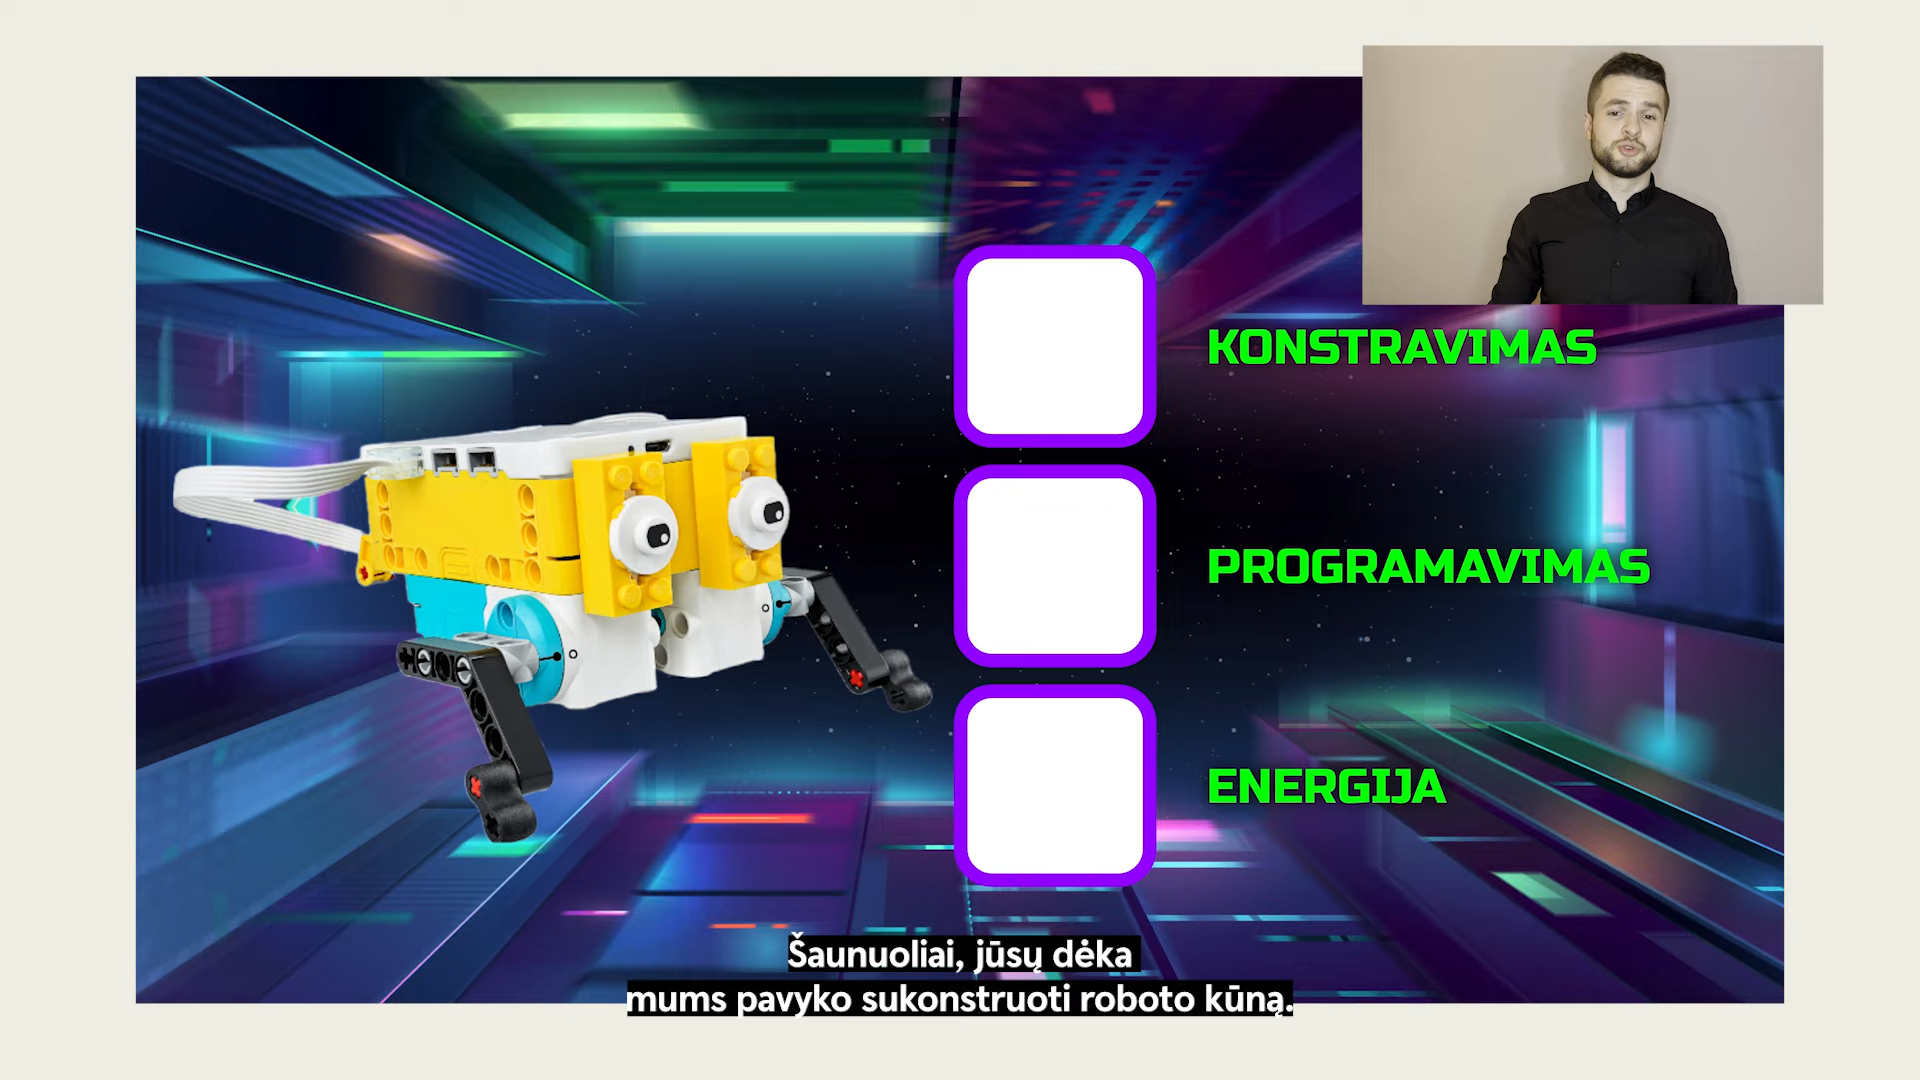 KONSTRAVIMAS
PROGRAMAVIMAS
ENERGIJA
Šaunuoliai, jūsų dėka
mums pavyko sukonstruoti roboto kūną.